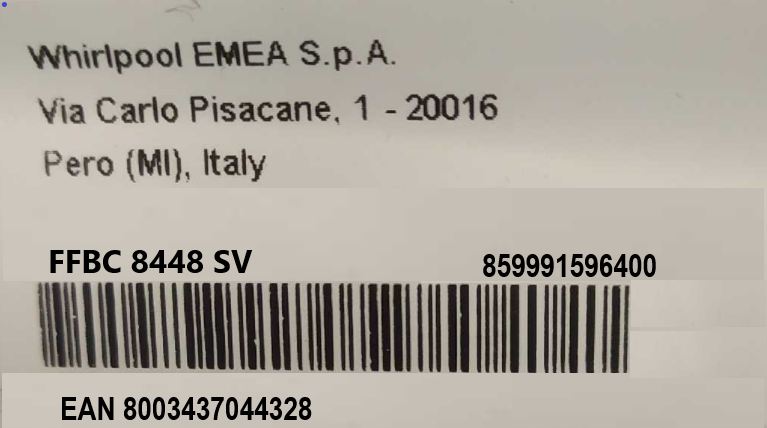 Whirlpool EMEA S.p.A.
Via Carlo Pisacane, 1 - 20016
Pero (MI), Italy
FFBC 8448 SV 859991596400
EAN 8003437044328